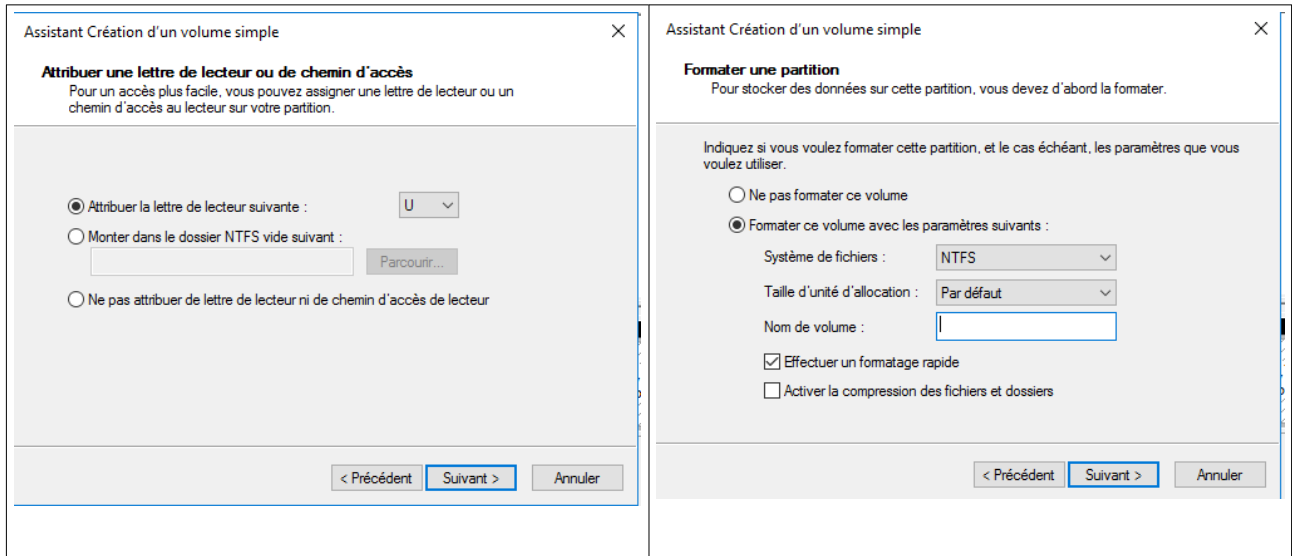 Assistant Création d'un volume simple
Attribuer une lettre de lecteur ou de chemin d'accès
Pour un accès plus facile, vous pouvez assigner une lettre de lecteur ou un
chemin d'accès au lecteur sur votre partition.
Attribuer la lettre de lecteur suivante :
U
Monter dans le dossier NTFS vide suivant :
Parcourir...
Ne pas attribuer de lettre de lecteur ni de chemin d'accès de lecteur
< Précédent
Suivant >
Annuler
Assistant Création d'un volume simple
Formater une partition
Pour stocker des données sur cette partition, vous devez d'abord la formater.
Indiquez si vous voulez formater cette partition, et le cas échéant, les paramètres que vous
voulez utiliser.
Ne pas formater ce volume
Formater ce volume avec les paramètres suivants :
Système de fichiers :
NTFS
Taille d'unité d'allocation :
Par défaut
Nom de volume :
Effectuer un formatage rapide
Activer la compression des fichiers et dossiers
< Précédent
Suivant >
Annuler